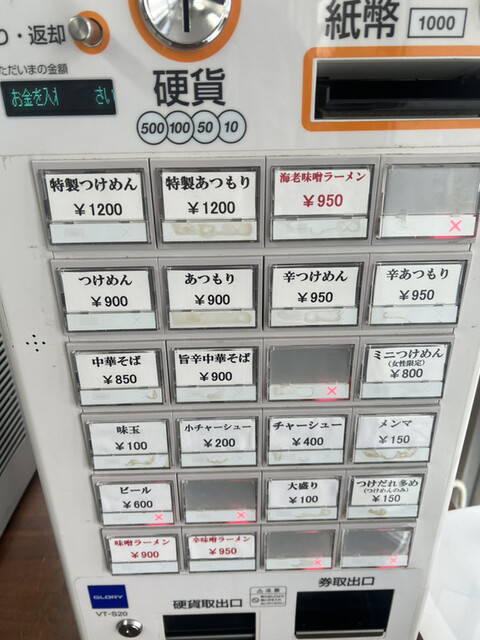 り・返却
紙幣
1000
ただいまの金額
お金を入れ さい
硬貨
500 100 50 10
特製つけめん
￥1200
特製あつもり
￥1200
海老味噌ラーメン
￥950
つけめん
￥900
あつもり
￥900
辛つけめん
￥950
辛あつもり
￥950
中華そば
￥850
旨辛中華そば
￥900
ミニつけめん
(女性限定)
￥800
味玉
￥100
小チャーシュー
￥200
チャーシュー
￥400
メンマ
￥150
ビール
￥600
大盛り
￥100
つけだれ多め
(つけめんのみ)
￥150
味噌ラーメン
￥900
辛味噌ラーメン
￥950
GLORY
VT-S20
硬貨取出口
⚠注意
券取出口